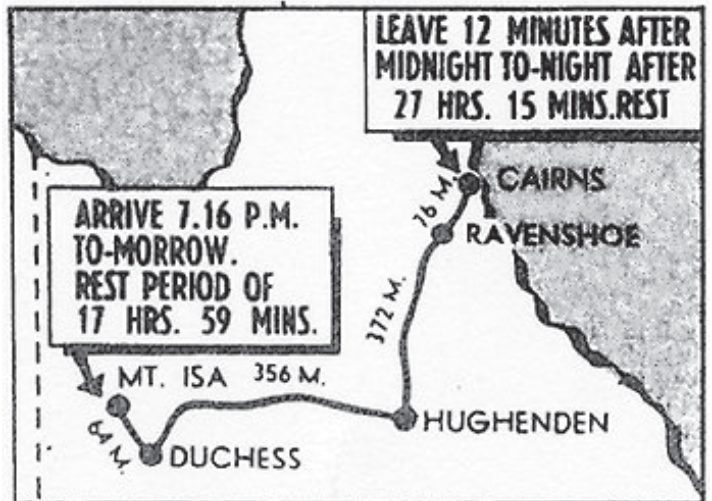 LEAVE 12 MINUTES AFTER
MIDNIGHT TO-NIGHT AFTER
27 HRS. 15 MINS.REST
CAIRNS
76 M.
RAVENSHOE
ARRIVE 7.16 P.M.
TO-MORROW.
REST PERIOD OF
17 HRS. 59 MINS.
372 M.
MT. ISA
356 M.
HUGHENDEN
64 M.
DUCHESS